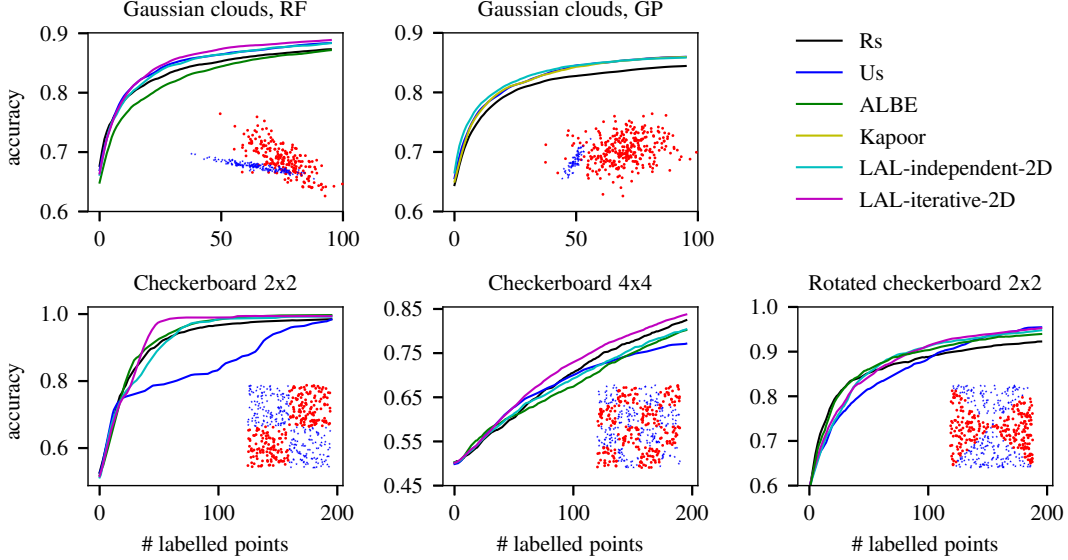 Gaussian clouds, RF
0.9
0.8
0.7
0.6
accuracy
0
50
100
Gaussian clouds, GP
0.9
0.8
0.7
0.6
0
50
100
Rs
Us
ALBE
Kapoor
LAL-independent-2D
LAL-iterative-2D
Checkerboard 2x2
1.0
0.8
0.6
accuracy
0
100
200
# labelled points
Checkerboard 4x4
0.85
0.75
0.65
0.55
0.45
0
100
200
# labelled points
Rotated checkerboard 2x2
1.0
0.9
0.8
0.7
0.6
0
100
200
# labelled points